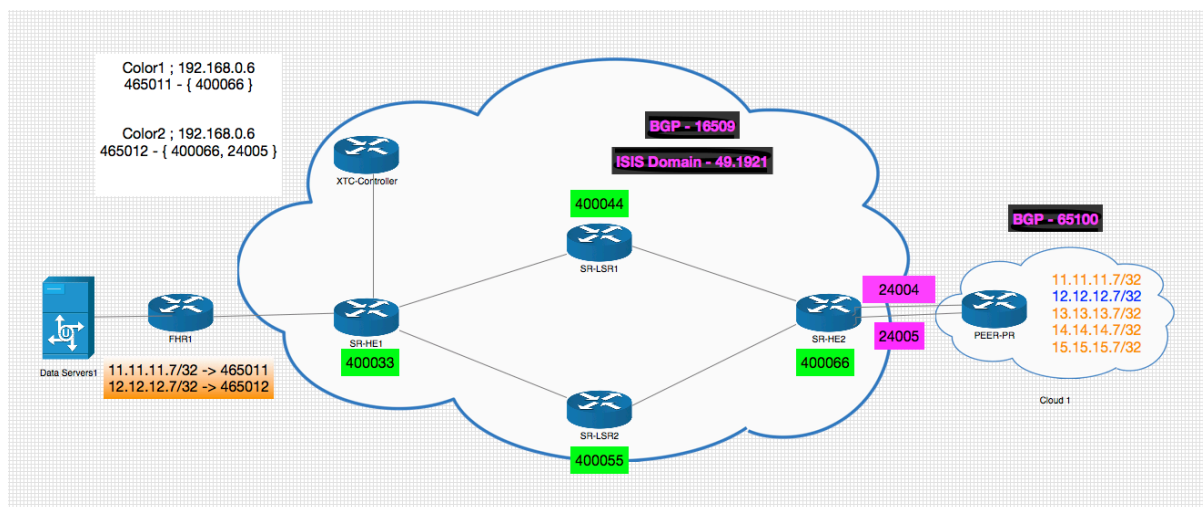 Color1 ; 192.168.0.6
465011 - { 400066 }
Color2 ; 192.168.0.6
465012 - { 400066, 24005 }
XTC-Controller
BGP - 16509
ISIS Domain - 49.1921
400044
SR-LSR1
BGP - 65100
Data Servers1
FHR1
11.11.11.7/32 -> 465011
12.12.12.7/32 -> 465012
SR-HE1
400033
SR-LSR2
400055
24004
24005
SR-HE2
400066
PEER-PR
11.11.11.7/32
12.12.12.7/32
13.13.13.7/32
14.14.14.7/32
15.15.15.7/32
Cloud 1